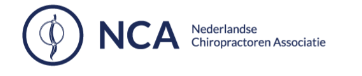 NCA
Nederlandse
Chiropractoren Associatie